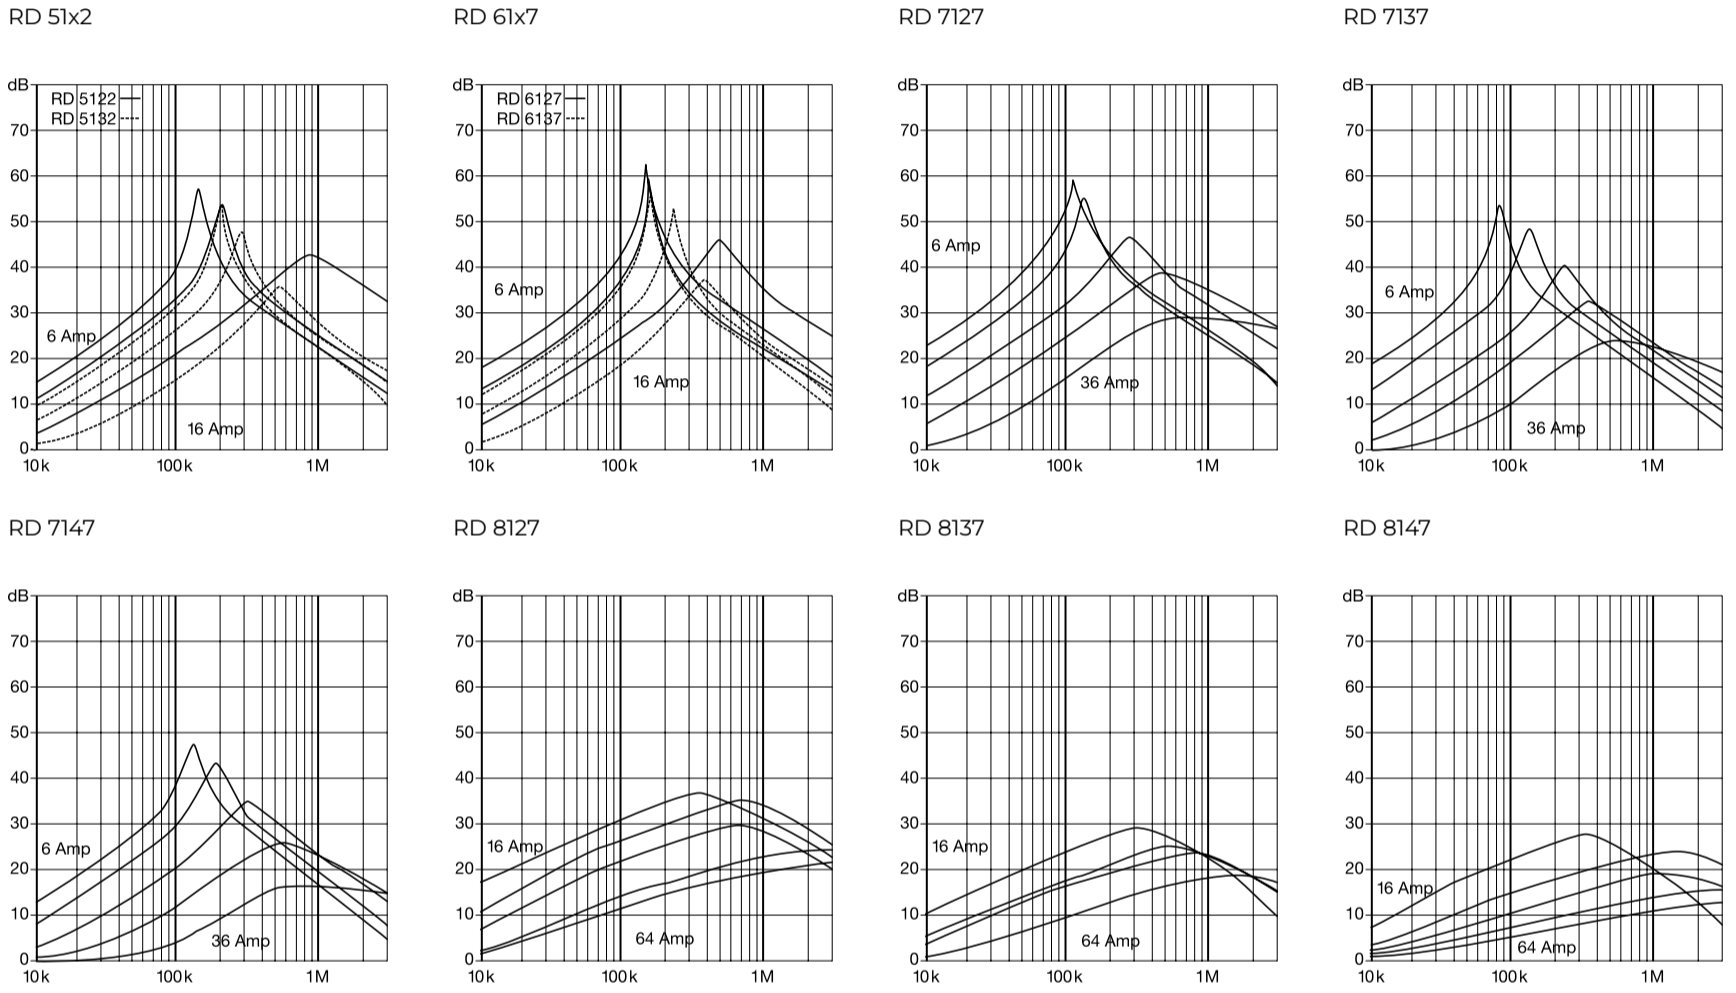 RD 51x2
RD 61x7
RD 7127
RD 7137
dB
RD 5122
RD 5132
70
60
50
40
30
20
10
0
6 Amp
16 Amp
10k
100k
1M
dB
RD 6127
RD 6137
70
60
50
40
30
20
10
0
6 Amp
16 Amp
10k
100k
1M
dB
70
60
50
40
30
20
10
0
6 Amp
36 Amp
10k
100k
1M
dB
70
60
50
40
30
20
10
0
6 Amp
36 Amp
10k
100k
1M
RD 7147
RD 8127
RD 8137
RD 8147
dB
70
60
50
40
30
20
10
0
6 Amp
36 Amp
10k
100k
1M
dB
70
60
50
40
30
20
10
0
16 Amp
64 Amp
10k
100k
1M
dB
70
60
50
40
30
20
10
0
16 Amp
64 Amp
10k
100k
1M
dB
70
60
50
40
30
20
10
0
16 Amp
64 Amp
10k
100k
1M